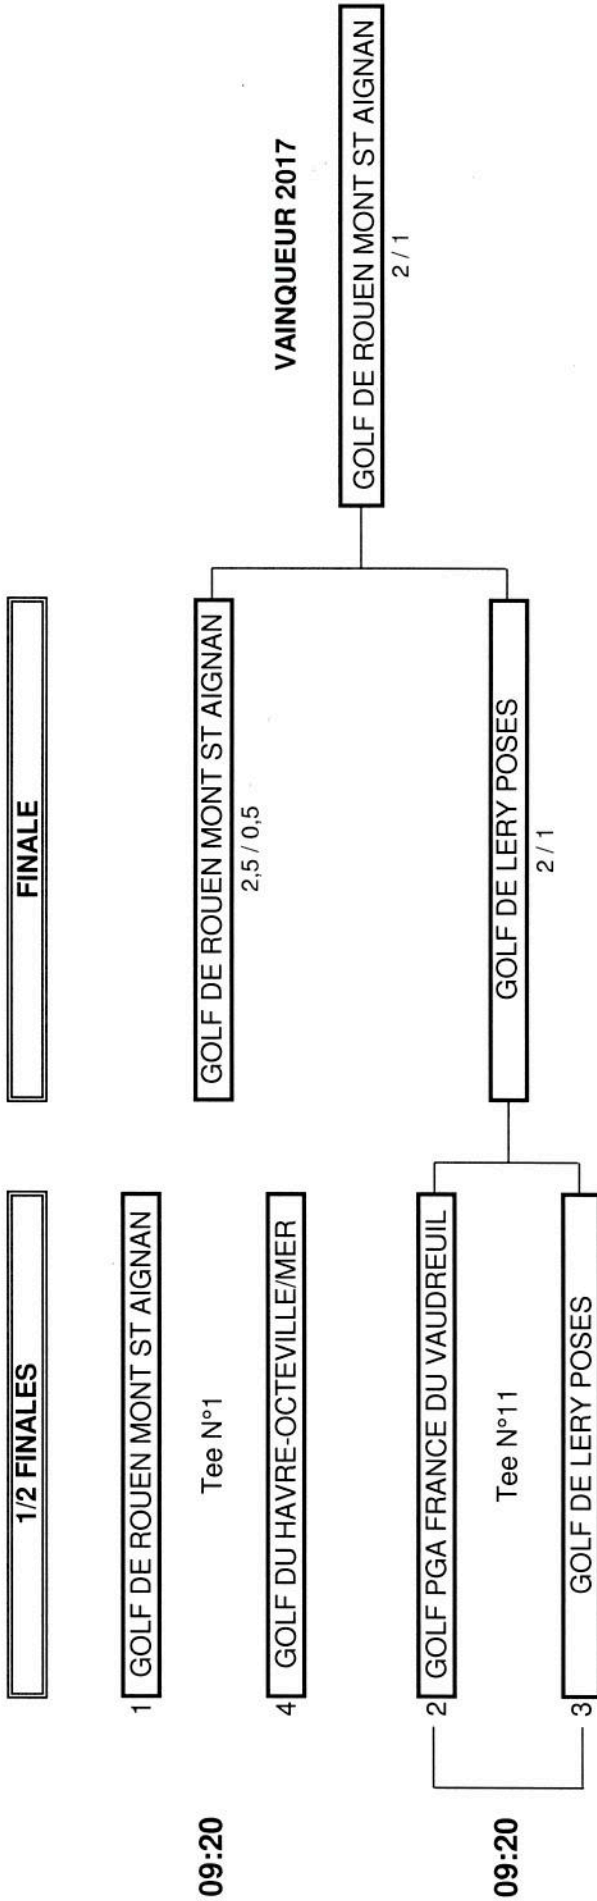 1/2 FINALES
FINALE
VAINQUEUR 2017
09:20
1
GOLF DE ROUEN MONT ST AIGNAN
Tee N°1
4
GOLF DU HAVRE-OCTEVILLE/MER
GOLF DE ROUEN MONT ST AIGNAN
2,5 / 0,5
GOLF DE ROUEN MONT ST AIGNAN
2 / 1
09:20
2
GOLF PGA FRANCE DU VAUDREUIL
Tee N°11
3
GOLF DE LERY POSES
GOLF DE LERY POSES
2 / 1